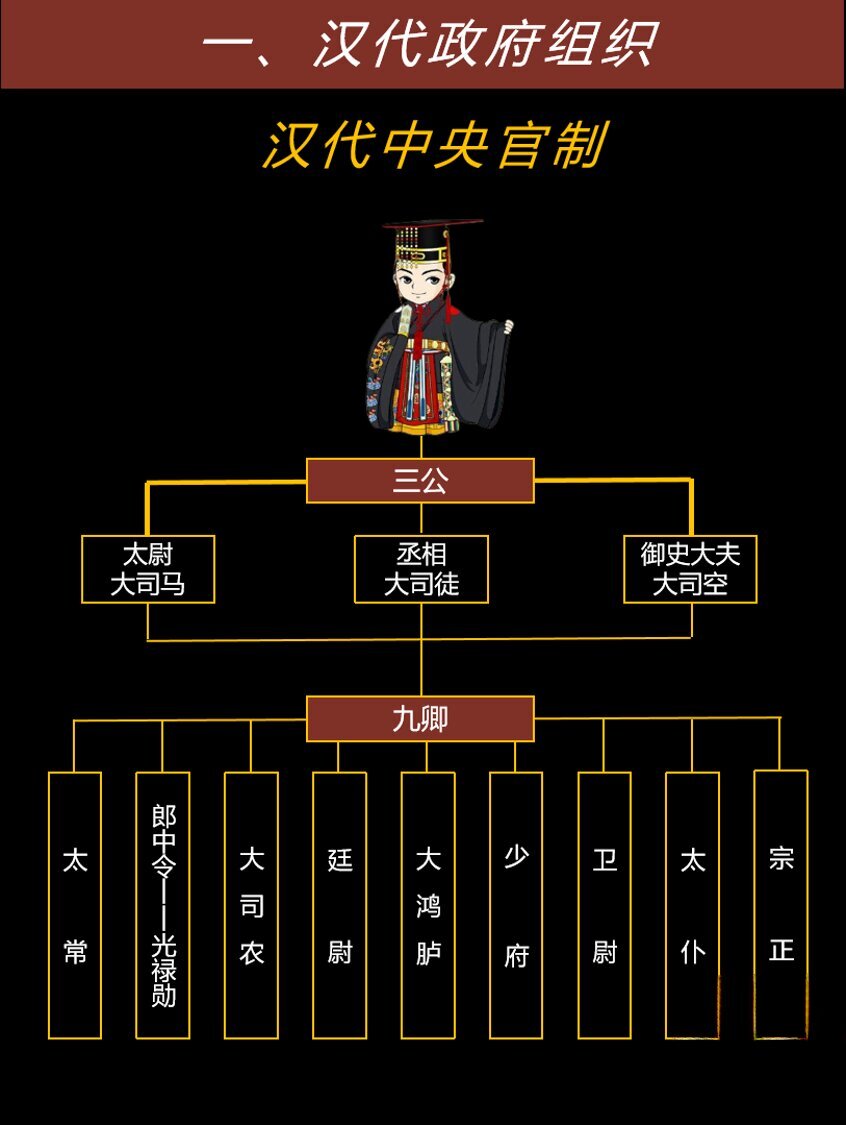 一、汉代政府组织
汉代中央官制
三公
太尉
大司马
丞相
大司徒
御史大夫
大司空
九卿
太常
郎中令——光禄勋
大司农
廷尉
大鸿胪
少府
卫尉
太仆
宗正